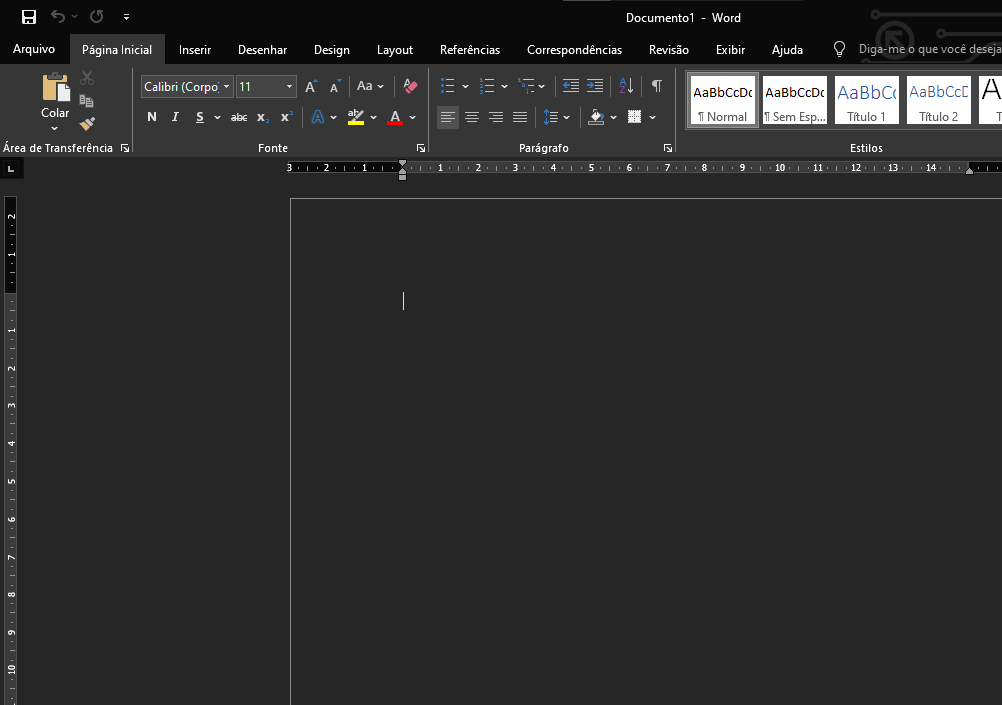 Documento1 - Word
Arquivo Página Inicial Inserir Desenhar Design Layout Referências Correspondências Revisão Exibir Ajuda Diga-me o que você deseja
Colar
Calibri (Corpo) 11 Aa
N I S abc x₂ x² A ab A
AaBbCcDc AaBbCcDc AaBbCc AaBbCcD A
¶ Normal ¶ Sem Esp... Título 1 Título 2 T
Área de Transferência Fonte Parágrafo Estilos
L 3 2 1 1 2 3 4 5 6 7 8 9 10 11 12 13 14
2
1
1
2
3
4
5
6
7
8
9
10